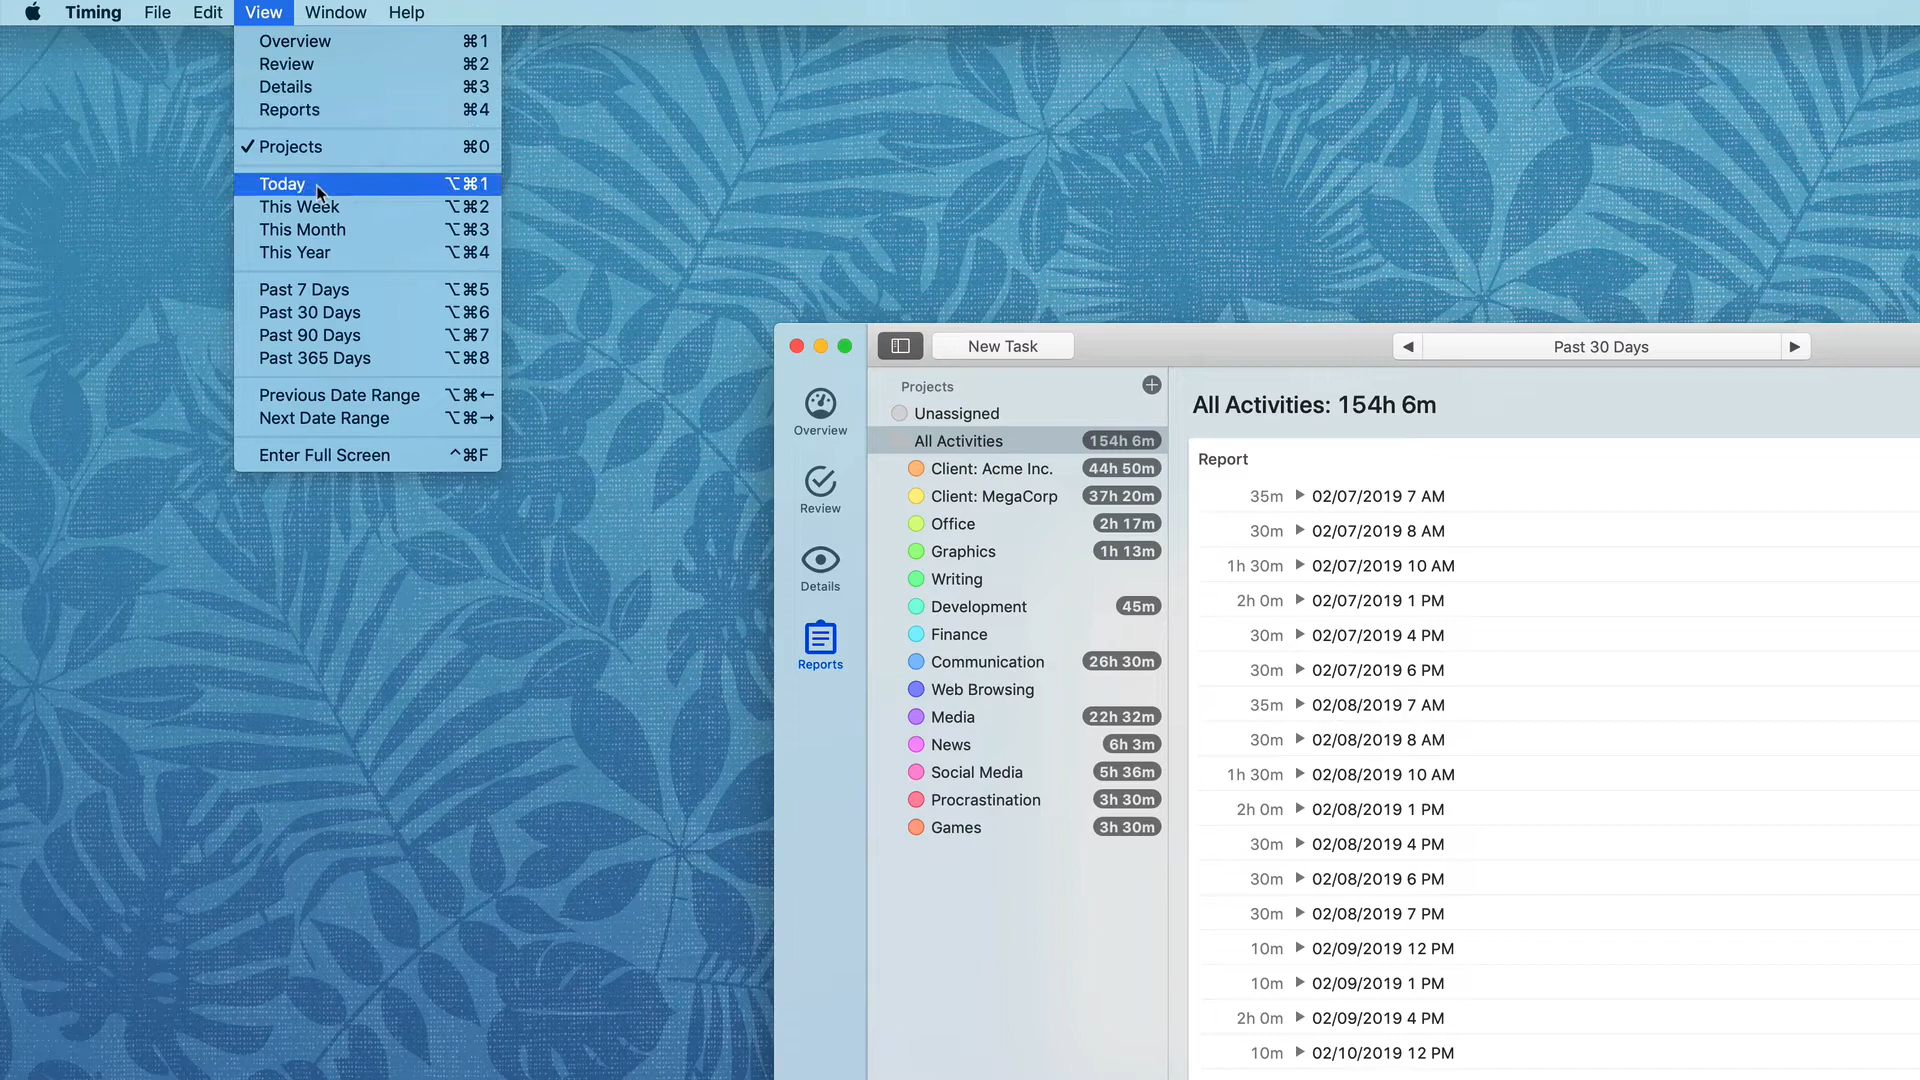 Timing File Edit View Window Help
Overview ⌘1
Review ⌘2
Details ⌘3
Reports ⌘4
✓ Projects ⌘0
Today ⌥⌘1
This Week ⌥⌘2
This Month ⌥⌘3
This Year ⌥⌘4
Past 7 Days ⌥⌘5
Past 30 Days ⌥⌘6
Past 90 Days ⌥⌘7
Past 365 Days ⌥⌘8
Previous Date Range ⌥⌘←
Next Date Range ⌥⌘→
Enter Full Screen ^⌘F
New Task
Past 30 Days
Overview
Review
Details
Reports
Projects
Unassigned
All Activities 154h 6m
Client: Acme Inc. 44h 50m
Client: MegaCorp 37h 20m
Office 2h 17m
Graphics 1h 13m
Writing
Development 45m
Finance
Communication 26h 30m
Web Browsing
Media 22h 32m
News 6h 3m
Social Media 5h 36m
Procrastination 3h 30m
Games 3h 30m
All Activities: 154h 6m
Report
35m 02/07/2019 7 AM
30m 02/07/2019 8 AM
1h 30m 02/07/2019 10 AM
2h 0m 02/07/2019 1 PM
30m 02/07/2019 4 PM
30m 02/07/2019 6 PM
35m 02/08/2019 7 AM
30m 02/08/2019 8 AM
1h 30m 02/08/2019 10 AM
2h 0m 02/08/2019 1 PM
30m 02/08/2019 4 PM
30m 02/08/2019 6 PM
30m 02/08/2019 7 PM
10m 02/09/2019 12 PM
10m 02/09/2019 1 PM
2h 0m 02/09/2019 4 PM
10m 02/10/2019 12 PM